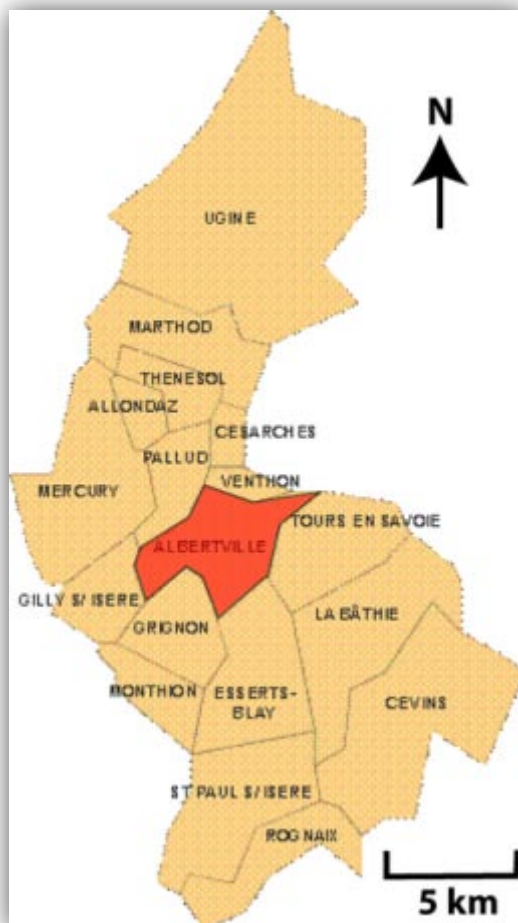 N
UGINE
MARTHOD
THENESOL
ALLONDAZ
CESARCHES
PALLUD
VENTHON
MERCURY
TOURS EN SAVOIE
ALBERTVILLE
GILLY S/ISERE
LA BÂTHIE
GRIGNON
MONTHION
ESSERTS-
BLAY
CEVINS
ST PAUL S/ISERE
ROGNAIX
5 km